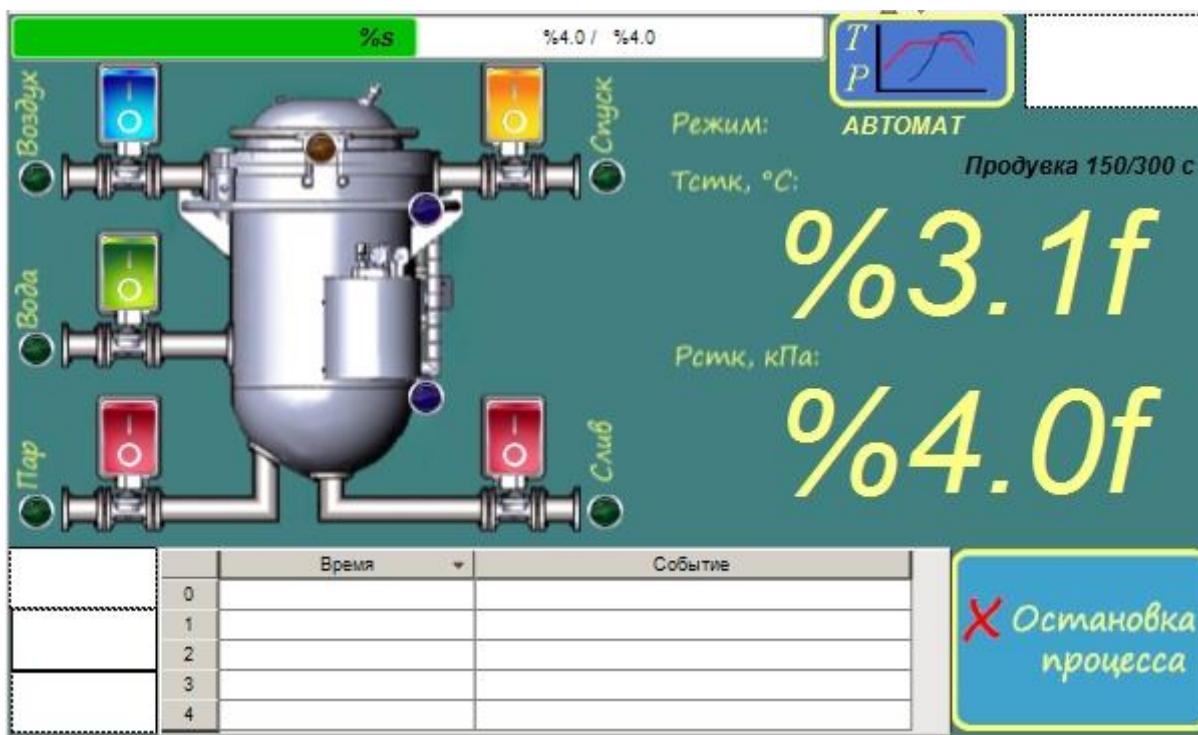 %s
%4.0 / %4.0
T
P
Воздух
Спуск
Режим:
АВТОМАТ
Продувка 150/300 с
Тстк, °C:
%3.1f
Вода
Рстк, кПа:
%4.0f
Пар
Слив
Время
Событие
0
1
2
3
4
X Остановка
процесса